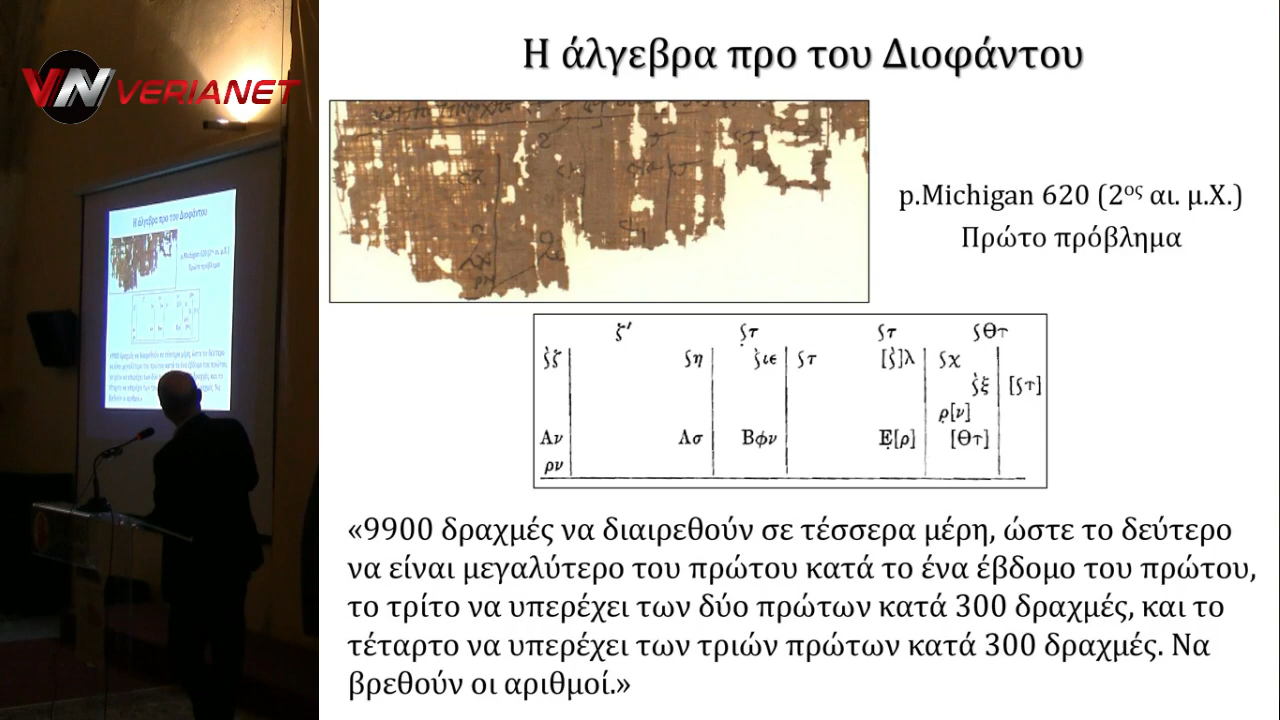 VERIANET
Η άλγεβρα προ του Διοφάντου
p.Michigan 620 (2ος αι. μ.Χ.)
Πρώτο πρόβλημα
ζʹ ϛτ ϛτ ϛΘτ
ϛζ ϛη ϛιε ϛτ [ϛ]λ ϛχ
ϛξ [ϛτ]
ρ[ν]
Αν Λσ Βφν Ε[ρ] [Θτ]
ρν
«9900 δραχμές να διαιρεθούν σε τέσσερα μέρη, ώστε το δεύτερο
να είναι μεγαλύτερο του πρώτου κατά το ένα έβδομο του πρώτου,
το τρίτο να υπερέχει των δύο πρώτων κατά 300 δραχμές, και το
τέταρτο να υπερέχει των τριών πρώτων κατά 300 δραχμές. Να
βρεθούν οι αριθμοί.»